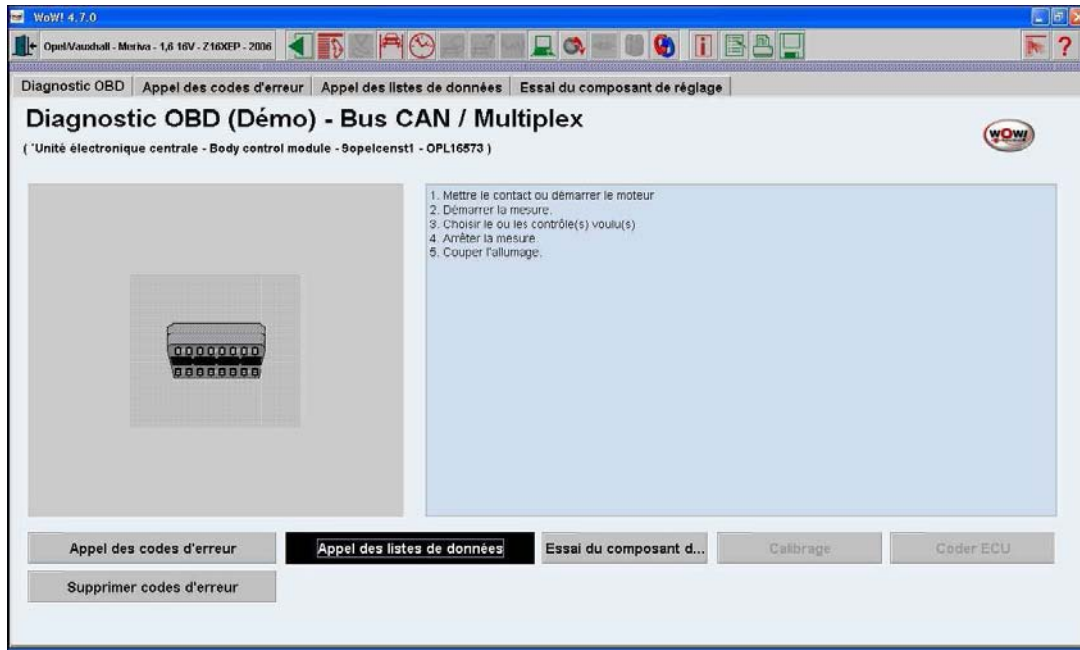 WoW! 4.7.0
Opel/Vauxhall - Meriva - 1,6 16V - Z16XEP - 2006
Diagnostic OBD
Appel des codes d'erreur
Appel des listes de données
Essai du composant de réglage
Diagnostic OBD (Démo) - Bus CAN / Multiplex
( 'Unité électronique centrale - Body control module - 9opelcenst1 - OPL16573 )
WOW!
1. Mettre le contact ou démarrer le moteur
2. Démarrer la mesure.
3. Choisir le ou les contrôle(s) voulu(s)
4. Arrêter la mesure.
5. Couper l'allumage.
Appel des codes d'erreur
Appel des listes de données
Essai du composant d...
Calibrage
Coder ECU
Supprimer codes d'erreur